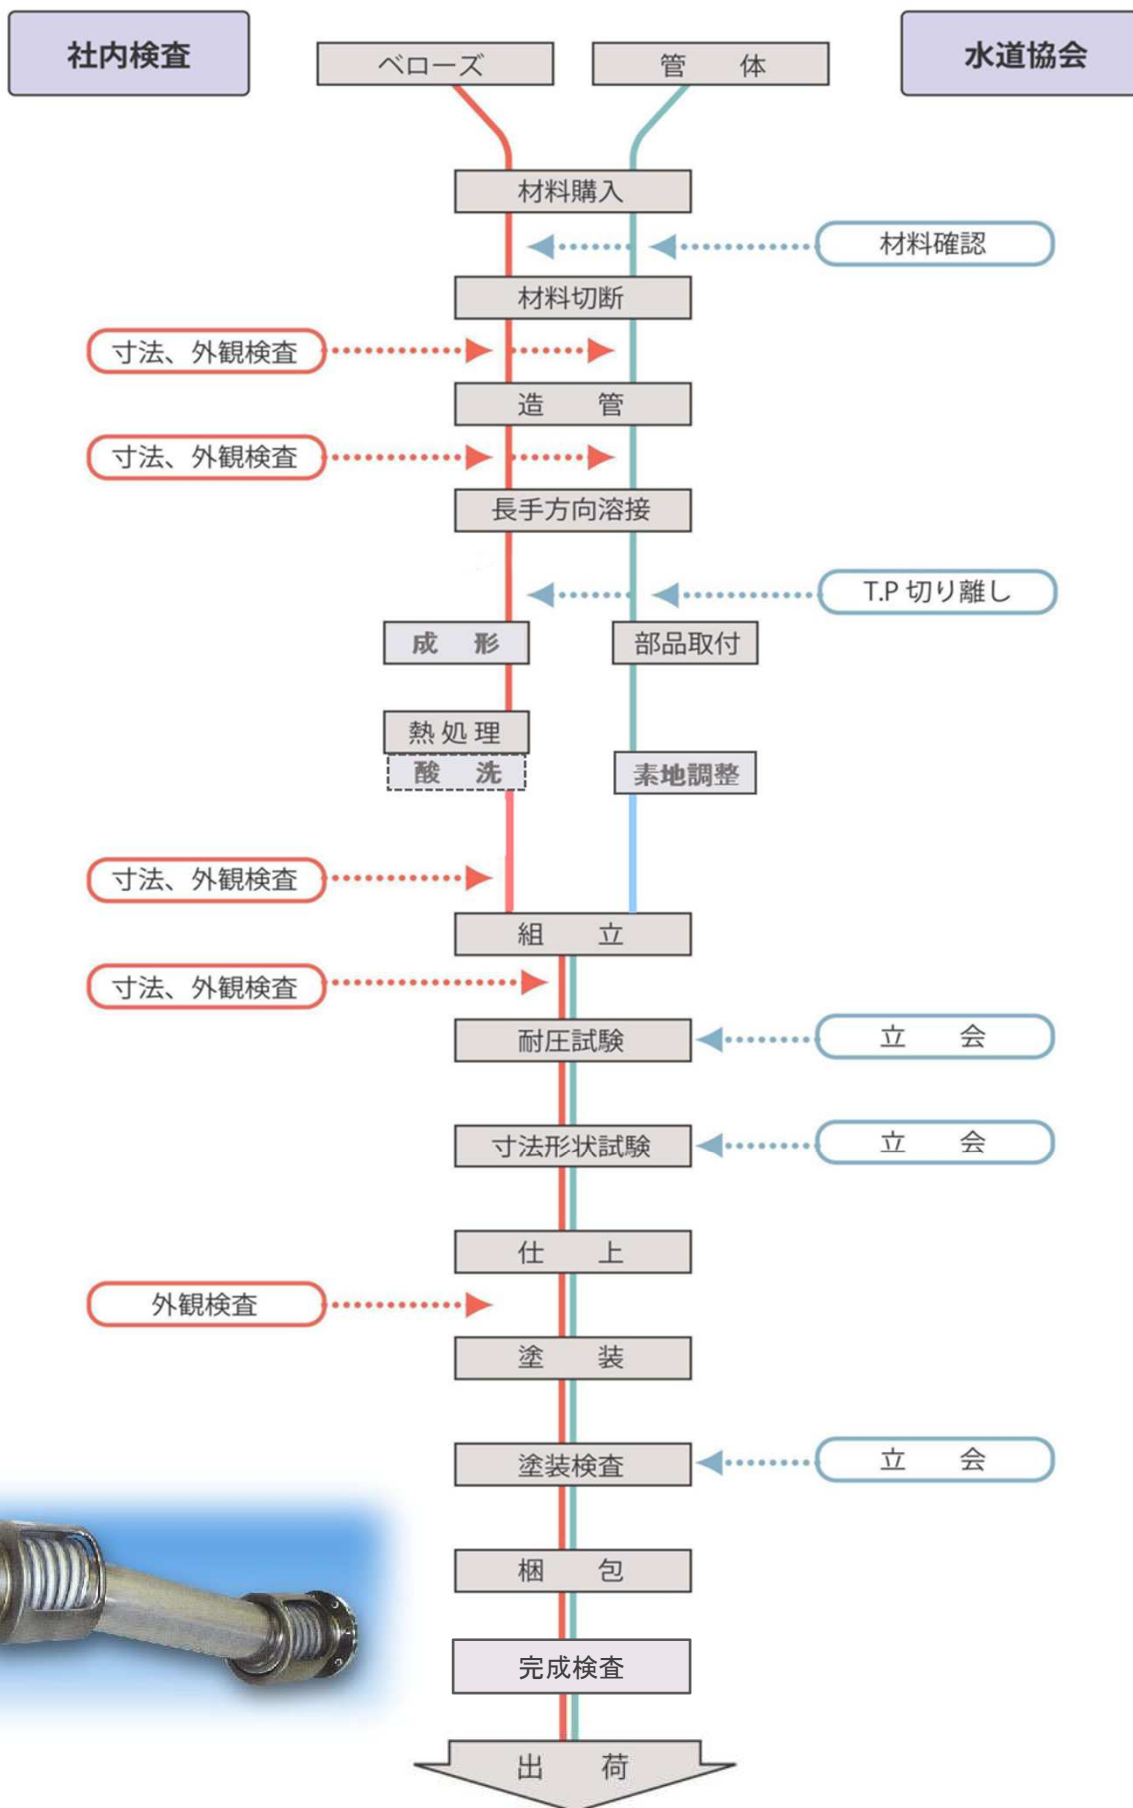 社内検査
ベローズ
管　体
水道協会
材料購入
材料確認
材料切断
寸法、外観検査
造　管
寸法、外観検査
長手方向溶接
T.P 切り離し
成　形
部品取付
熱 処 理
酸　洗
素地調整
寸法、外観検査
組　立
寸法、外観検査
耐圧試験
立　会
寸法形状試験
立　会
仕　上
外観検査
塗　装
塗装検査
立　会
梱　包
完成検査
出　荷